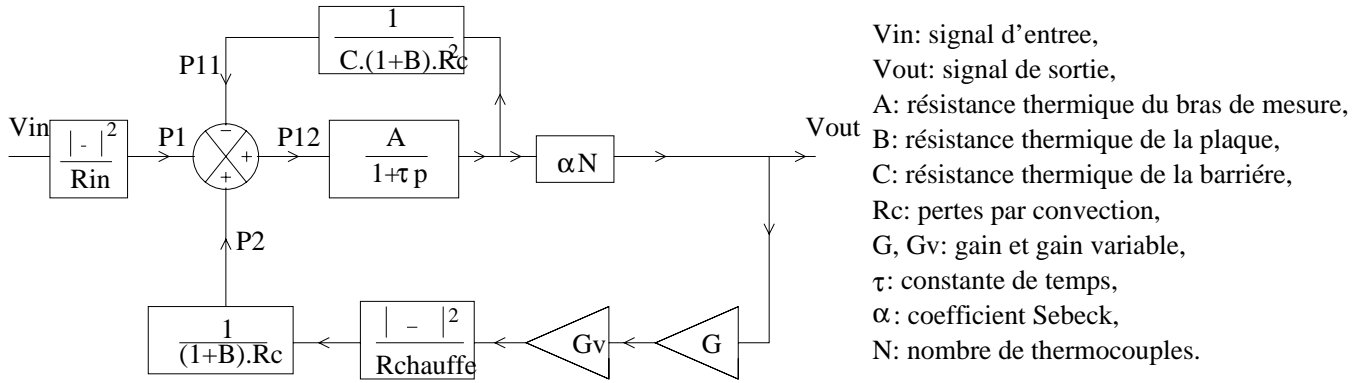 1
C.(1+B).Rc²
P11
Vin
| - |²
Rin
P1
−
+
+
P12
A
1+τp
αN
Vout
P2
1
(1+B).Rc
| - |²
Rchauffe
Gv
G
Vin: signal d'entree,
Vout: signal de sortie,
A: résistance thermique du bras de mesure,
B: résistance thermique de la plaque,
C: résistance thermique de la barriére,
Rc: pertes par convection,
G, Gv: gain et gain variable,
τ: constante de temps,
α: coefficient Sebeck,
N: nombre de thermocouples.